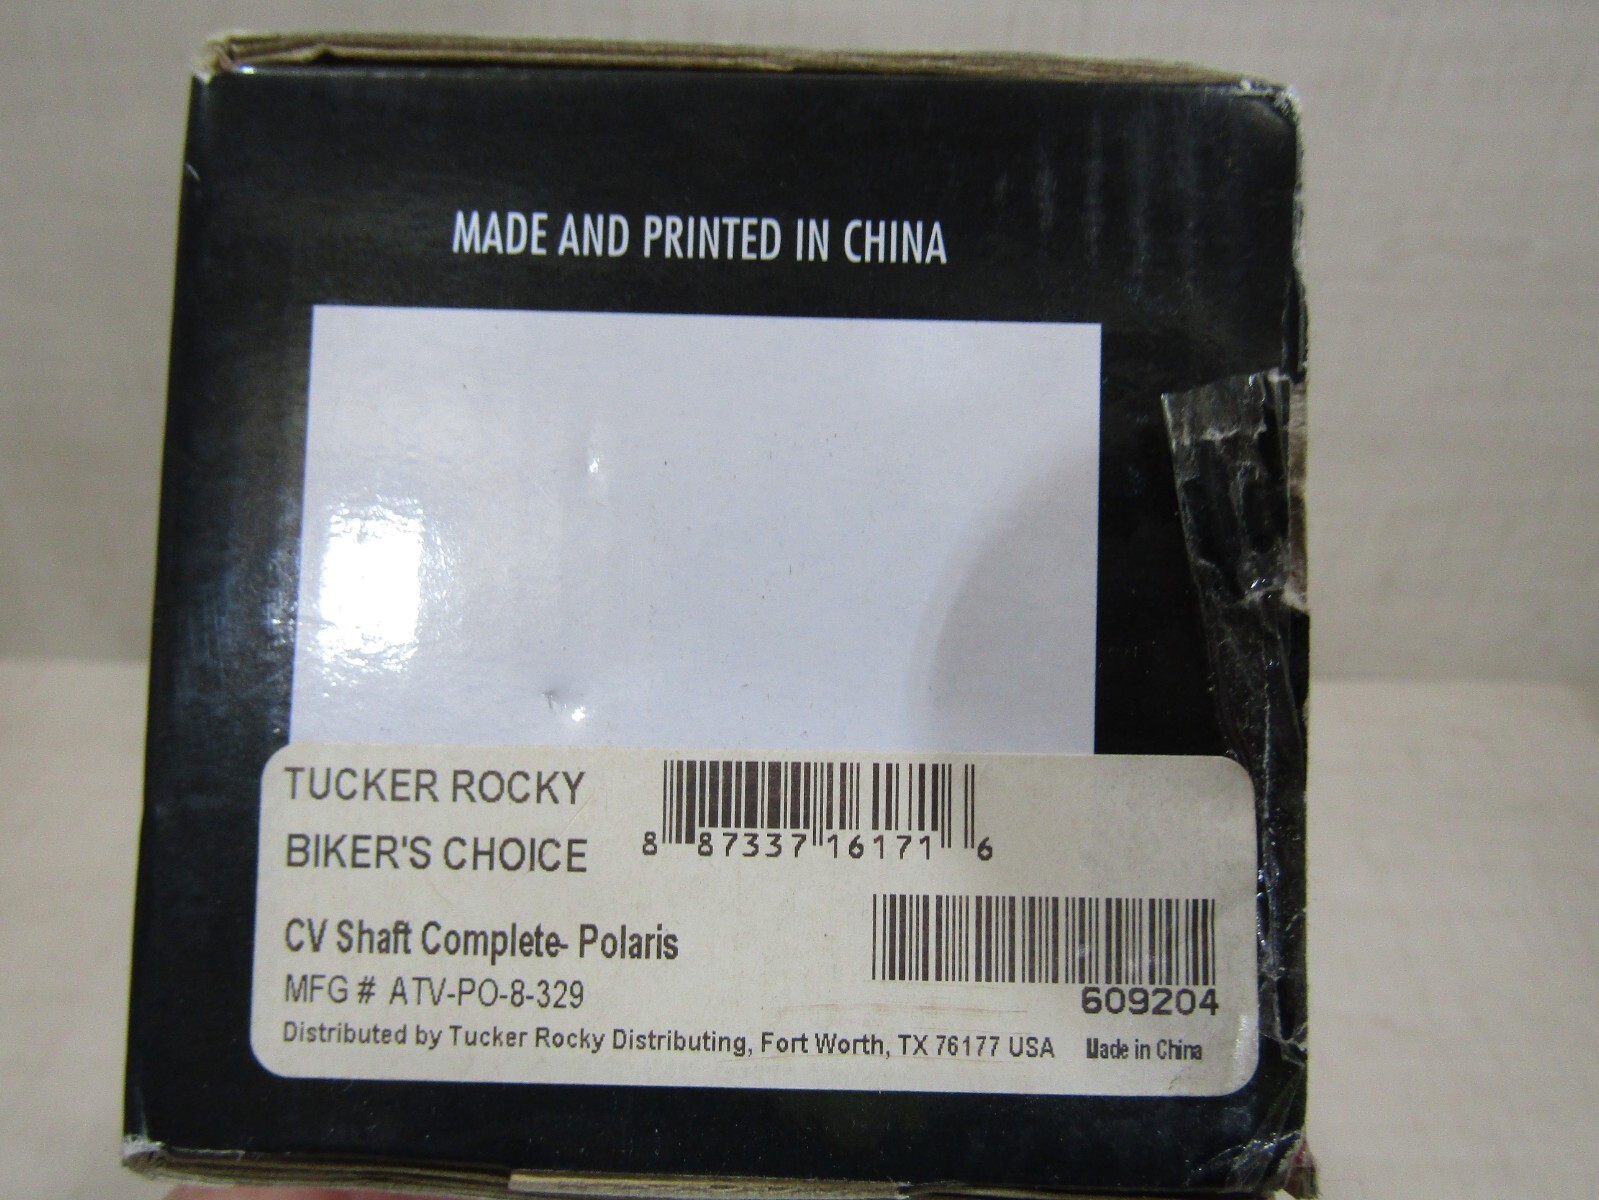 MADE AND PRINTED IN CHINA
TUCKER ROCKY
BIKER'S CHOICE
8 87337 16171 6
CV Shaft Complete- Polaris
MFG # ATV-PO-8-329
609204
Distributed by Tucker Rocky Distributing, Fort Worth, TX 76177 USA Made in China